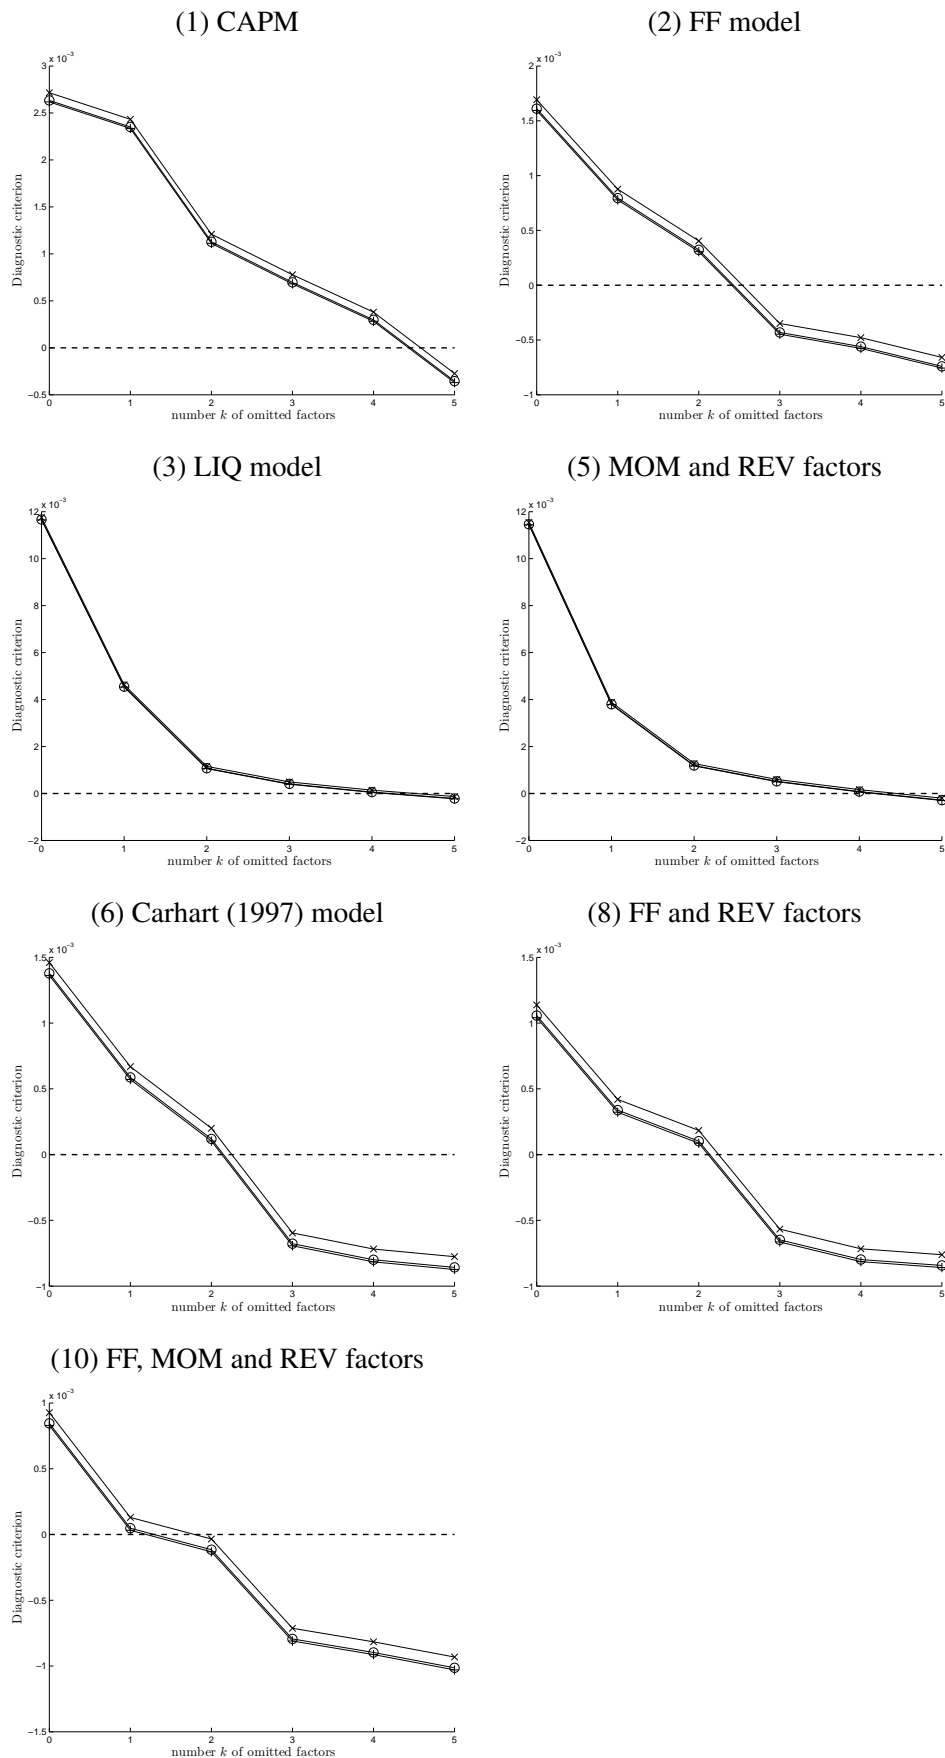 (1) CAPM
x 10⁻³
3
2.5
2
1.5
1
0.5
0
−0.5
Diagnostic criterion
0 1 2 3 4 5
number k of omitted factors
(2) FF model
x 10⁻³
2
1.5
1
0.5
0
−0.5
−1
Diagnostic criterion
0 1 2 3 4 5
number k of omitted factors
(3) LIQ model
x 10⁻³
12
10
8
6
4
2
0
−2
Diagnostic criterion
0 1 2 3 4 5
number k of omitted factors
(5) MOM and REV factors
x 10⁻³
12
10
8
6
4
2
0
−2
Diagnostic criterion
0 1 2 3 4 5
number k of omitted factors
(6) Carhart (1997) model
x 10⁻³
1.5
1
0.5
0
−0.5
−1
Diagnostic criterion
0 1 2 3 4 5
number k of omitted factors
(8) FF and REV factors
x 10⁻³
1.5
1
0.5
0
−0.5
−1
Diagnostic criterion
0 1 2 3 4 5
number k of omitted factors
(10) FF, MOM and REV factors
x 10⁻³
1
0.5
0
−0.5
−1
−1.5
Diagnostic criterion
0 1 2 3 4 5
number k of omitted factors